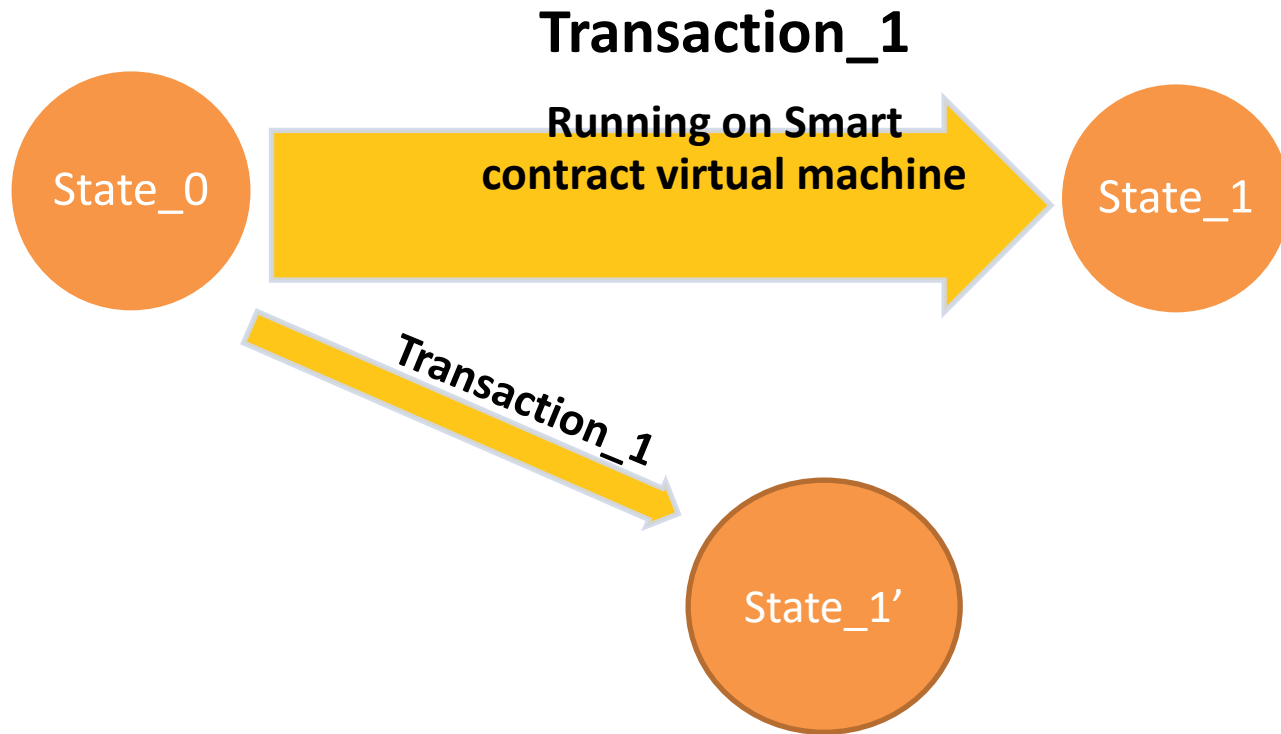 Transaction_1
Running on Smart
contract virtual machine
State_0
State_1
Transaction_1
State_1’